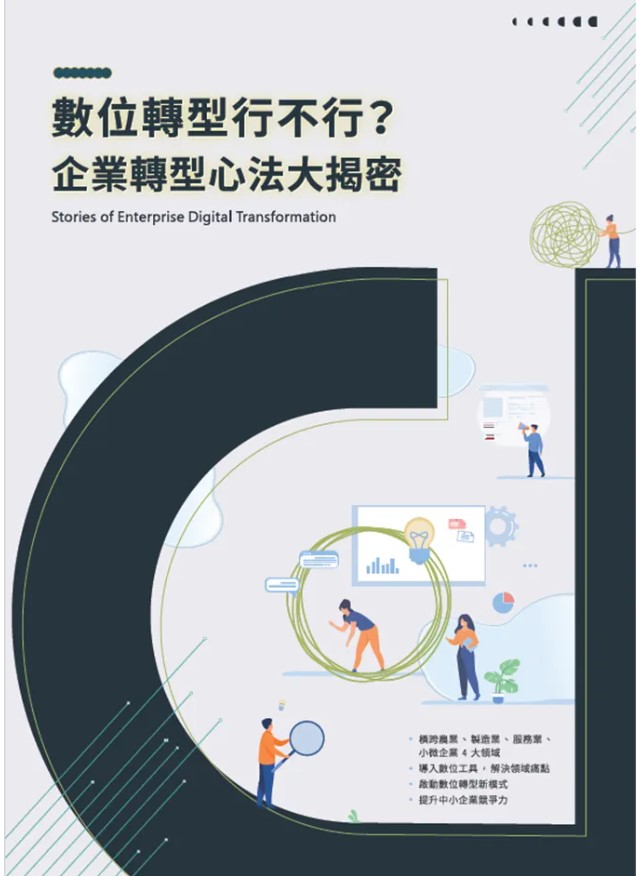 數位轉型行不行？
企業轉型心法大揭密
Stories of Enterprise Digital Transformation
• 橫跨農業、製造業、服務業、
小微企業 4 大領域
• 導入數位工具，解決領域痛點
• 啟動數位轉型新模式
• 提升中小企業競爭力